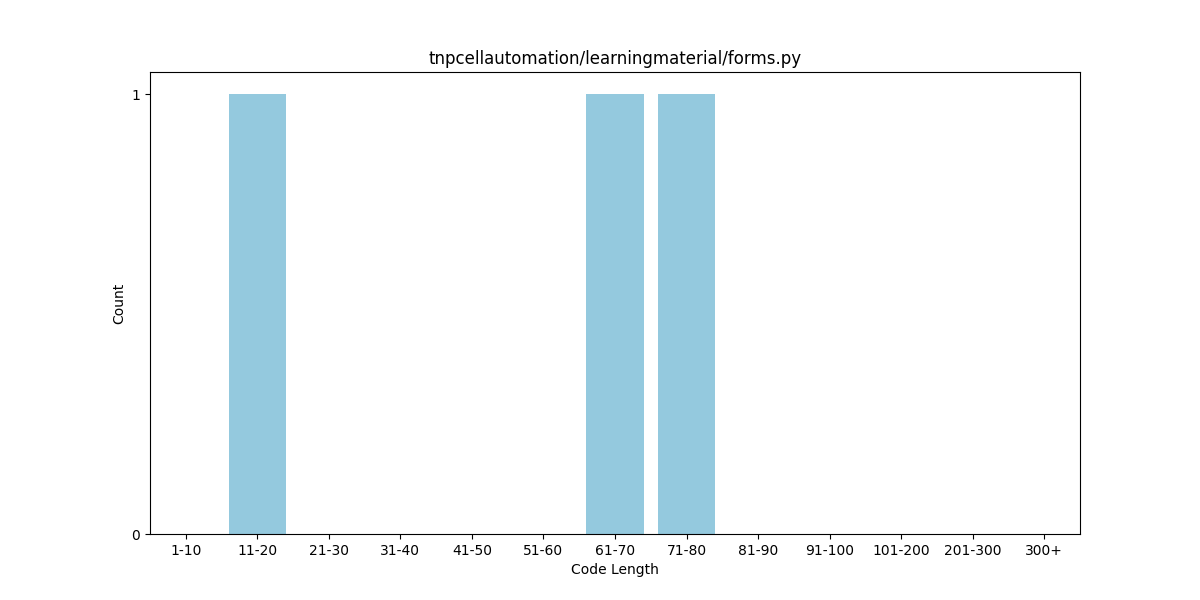 tnpcellautomation/learningmaterial/forms.py
1
Count
0
1-10 11-20 21-30 31-40 41-50 51-60 61-70 71-80 81-90 91-100 101-200 201-300 300+
Code Length